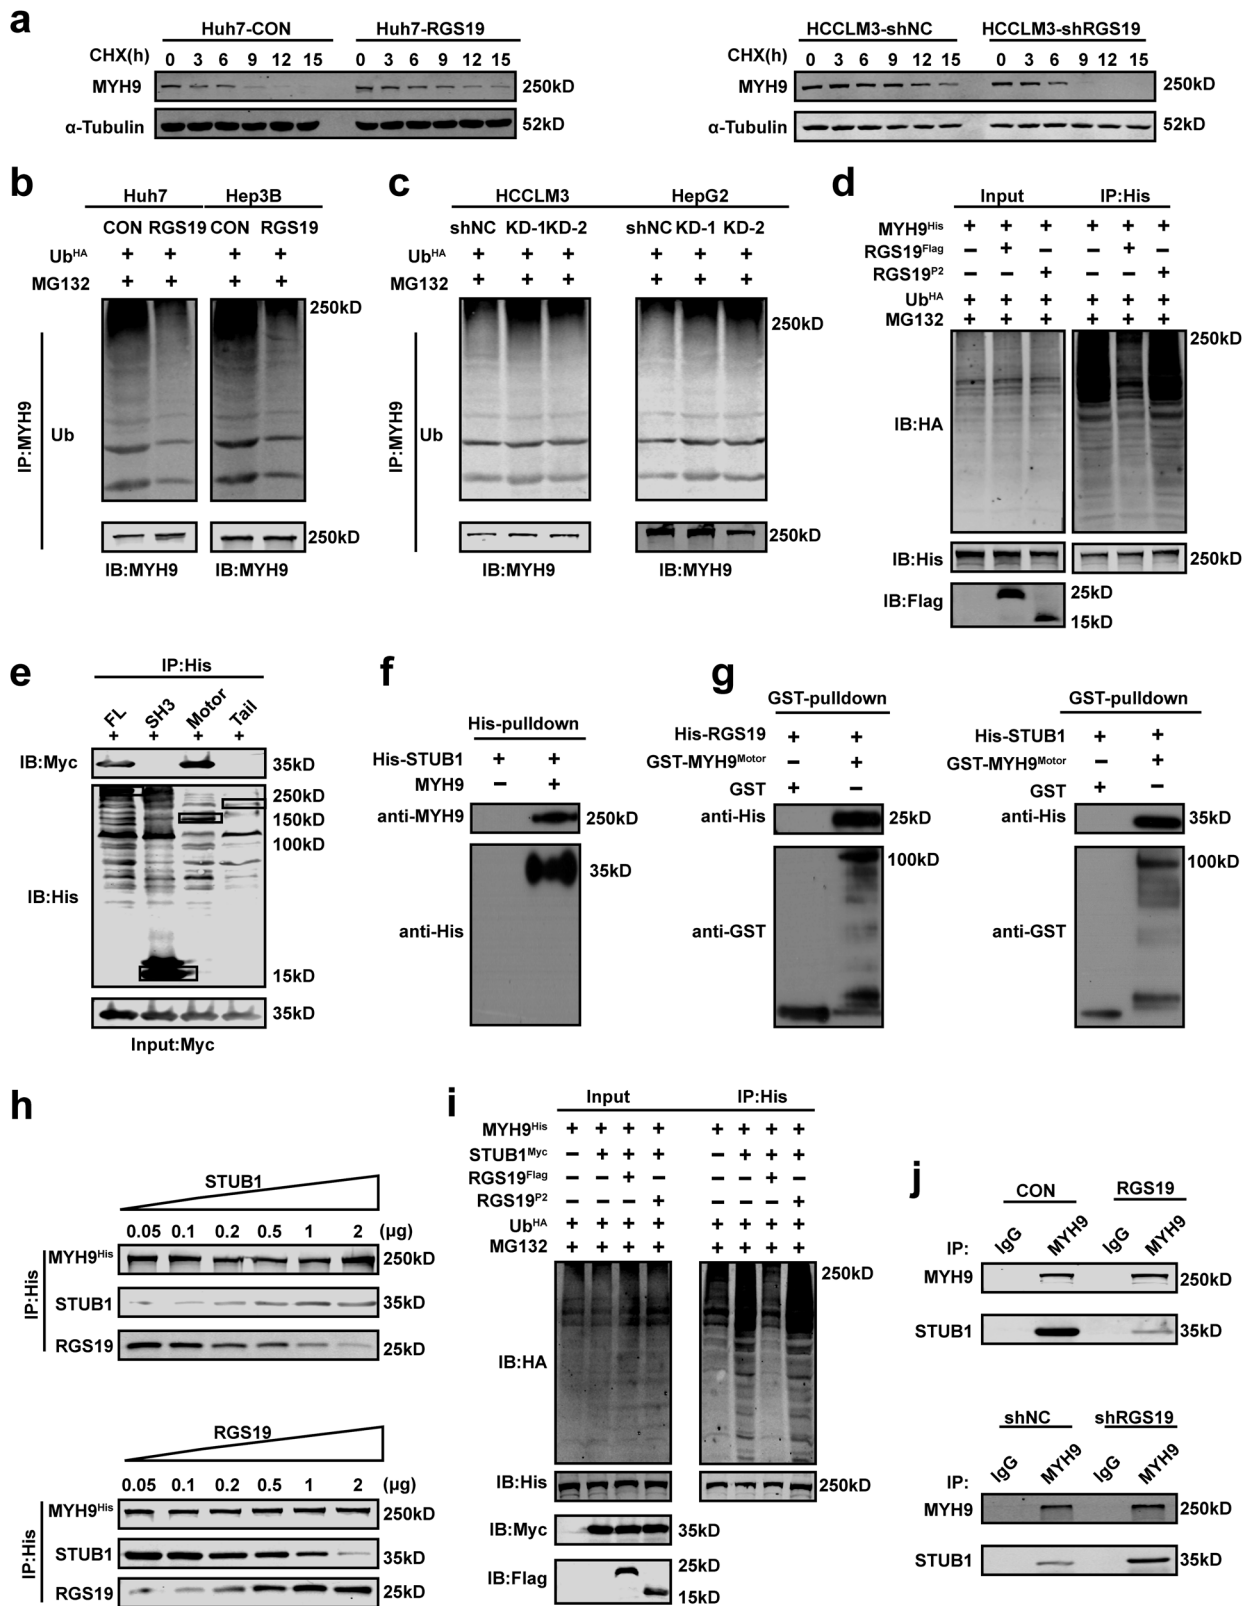 a
Huh7-CON Huh7-RGS19
CHX(h) 0 3 6 9 12 15 0 3 6 9 12 15
MYH9 250kD
α-Tubulin 52kD
HCCLM3-shNC HCCLM3-shRGS19
CHX(h) 0 3 6 9 12 15 0 3 6 9 12 15
MYH9 250kD
α-Tubulin 52kD
b
Huh7 Hep3B
CON RGS19 CON RGS19
Ub^HA + + + +
MG132 + + + +
250kD
IP:MYH9
Ub
250kD
IB:MYH9 IB:MYH9
c
HCCLM3 HepG2
shNC KD-1 KD-2 shNC KD-1 KD-2
Ub^HA + + + + + +
MG132 + + + + + +
250kD
IP:MYH9
Ub
250kD
IB:MYH9 IB:MYH9
d
Input IP:His
MYH9^His + + + + + +
RGS19^Flag − + − − + −
RGS19^P2 − − + − − +
Ub^HA + + + + + +
MG132 + + + + + +
250kD
IB:HA
IB:His 250kD
IB:Flag 25kD
15kD
e
IP:His
FL SH3 Motor Tail
+ + + +
IB:Myc 35kD
250kD
150kD
100kD
IB:His
15kD
35kD
Input:Myc
f
His-pulldown
His-STUB1 + +
MYH9 − +
anti-MYH9 250kD
35kD
anti-His
g
GST-pulldown
His-RGS19 + +
GST-MYH9^Motor − +
GST + −
anti-His 25kD
100kD
anti-GST
GST-pulldown
His-STUB1 + +
GST-MYH9^Motor − +
GST + −
anti-His 35kD
100kD
anti-GST
h
STUB1
0.05 0.1 0.2 0.5 1 2 (μg)
IP:His
MYH9^His 250kD
STUB1 35kD
RGS19 25kD
RGS19
0.05 0.1 0.2 0.5 1 2 (μg)
IP:His
MYH9^His 250kD
STUB1 35kD
RGS19 25kD
i
Input IP:His
MYH9^His + + + + + + + +
STUB1^Myc − + + + − + + +
RGS19^Flag − − + − − − + −
RGS19^P2 − − − + − − − +
Ub^HA + + + + + + + +
MG132 + + + + + + + +
250kD
IB:HA
IB:His 250kD
IB:Myc 35kD
IB:Flag 25kD
15kD
j
CON RGS19
IP: IgG MYH9 IgG MYH9
MYH9 250kD
STUB1 35kD
shNC shRGS19
IP: IgG MYH9 IgG MYH9
MYH9 250kD
STUB1 35kD